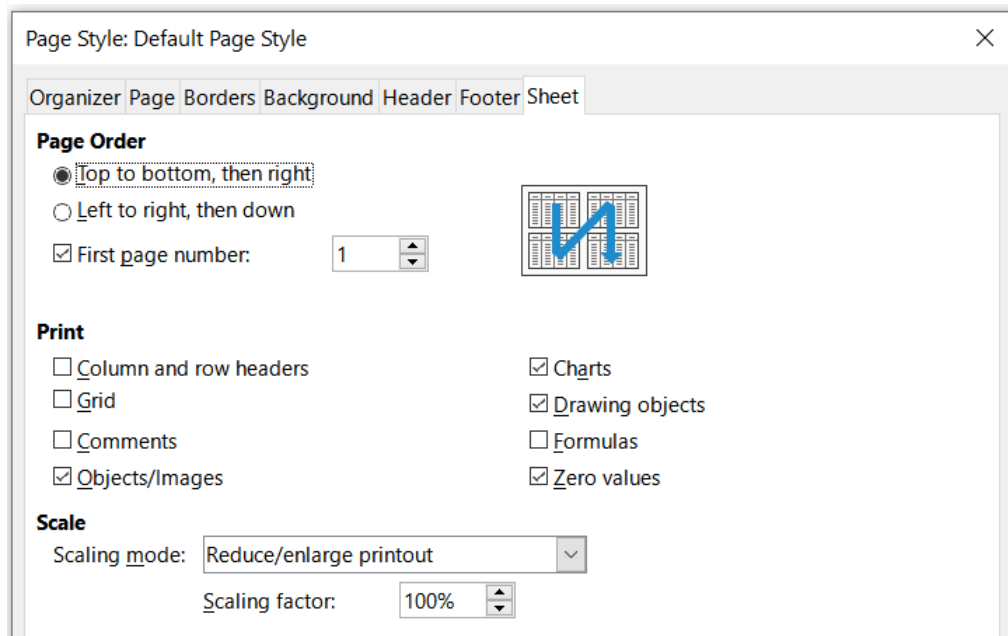 Page Style: Default Page Style
Organizer Page Borders Background Header Footer Sheet
Page Order
Top to bottom, then right
Left to right, then down
First page number: 1
Print
Column and row headers
Charts
Grid
Drawing objects
Comments
Formulas
Objects/Images
Zero values
Scale
Scaling mode: Reduce/enlarge printout
Scaling factor: 100%